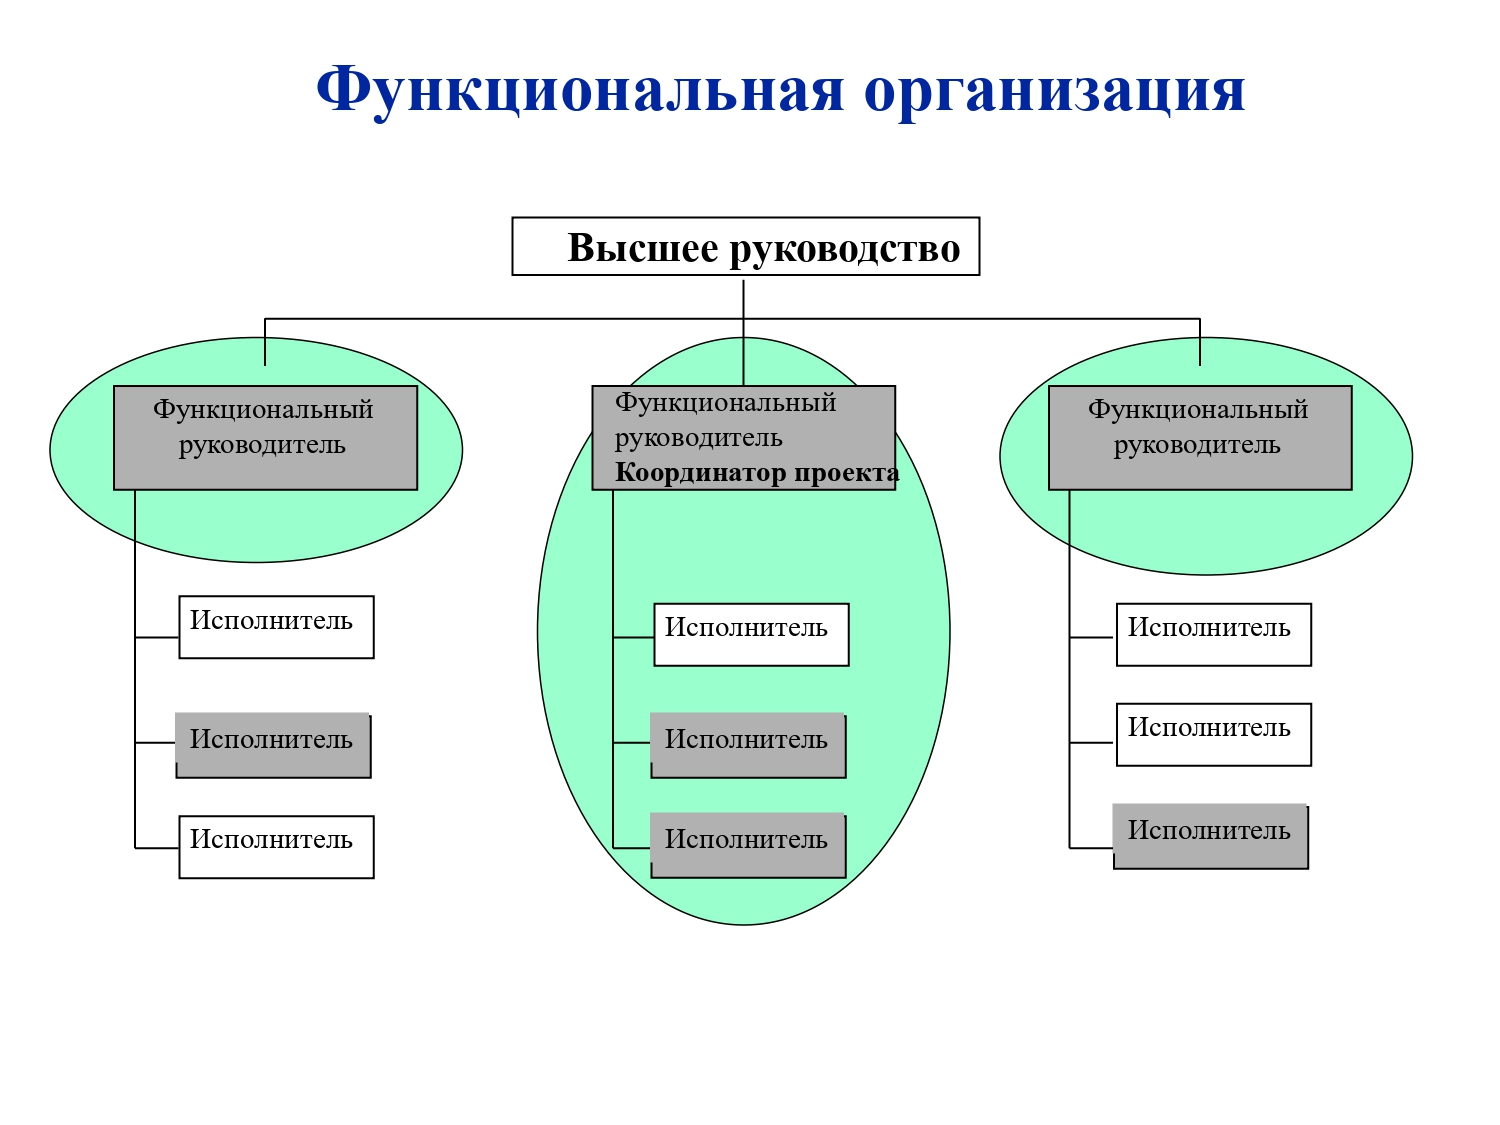 Функциональная организация
Высшее руководство
Функциональный
руководитель
Функциональный
руководитель
Координатор проекта
Функциональный
руководитель
Исполнитель
Исполнитель
Исполнитель
Исполнитель
Исполнитель
Исполнитель
Исполнитель
Исполнитель
Исполнитель